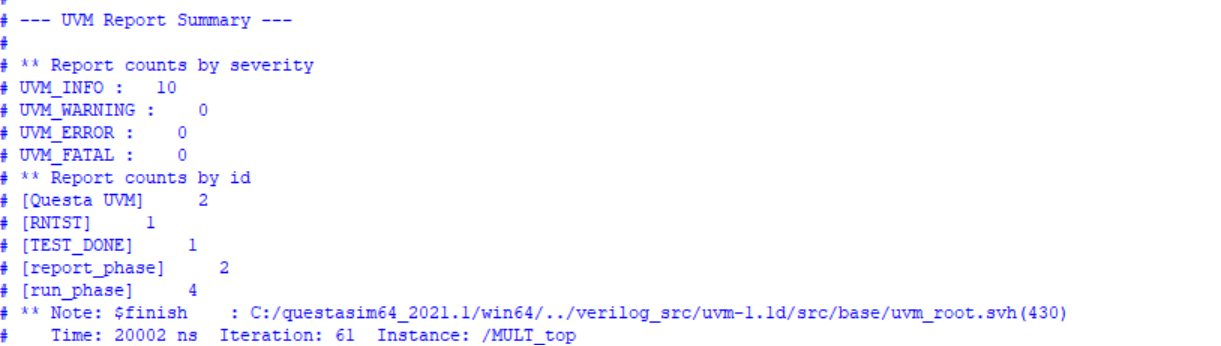 #
# --- UVM Report Summary ---
#
# ** Report counts by severity
# UVM_INFO :   10
# UVM_WARNING :    0
# UVM_ERROR :    0
# UVM_FATAL :    0
# ** Report counts by id
# [Questa UVM]     2
# [RNTST]     1
# [TEST_DONE]     1
# [report_phase]     2
# [run_phase]     4
# ** Note: $finish    : C:/questasim64_2021.1/win64/../verilog_src/uvm-1.1d/src/base/uvm_root.svh(430)
#    Time: 20002 ns  Iteration: 61  Instance: /MULT_top